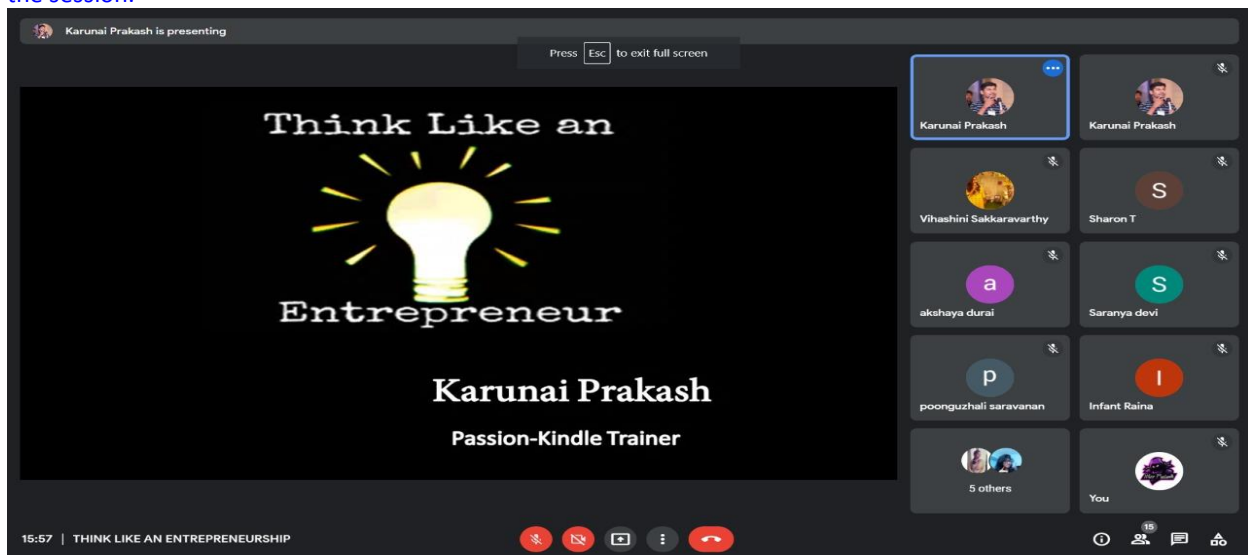 the session.
Karunai Prakash is presenting
Press Esc to exit full screen
Think Like an
Entrepreneur
Karunai Prakash
Passion-Kindle Trainer
Karunai Prakash
Karunai Prakash
Vihashini Sakkaravarthy
S
Sharon T
a
akshaya durai
S
Saranya devi
p
poonguzhali saravanan
I
Infant Raina
5 others
You
15:57 | THINK LIKE AN ENTREPRENEURSHIP
15